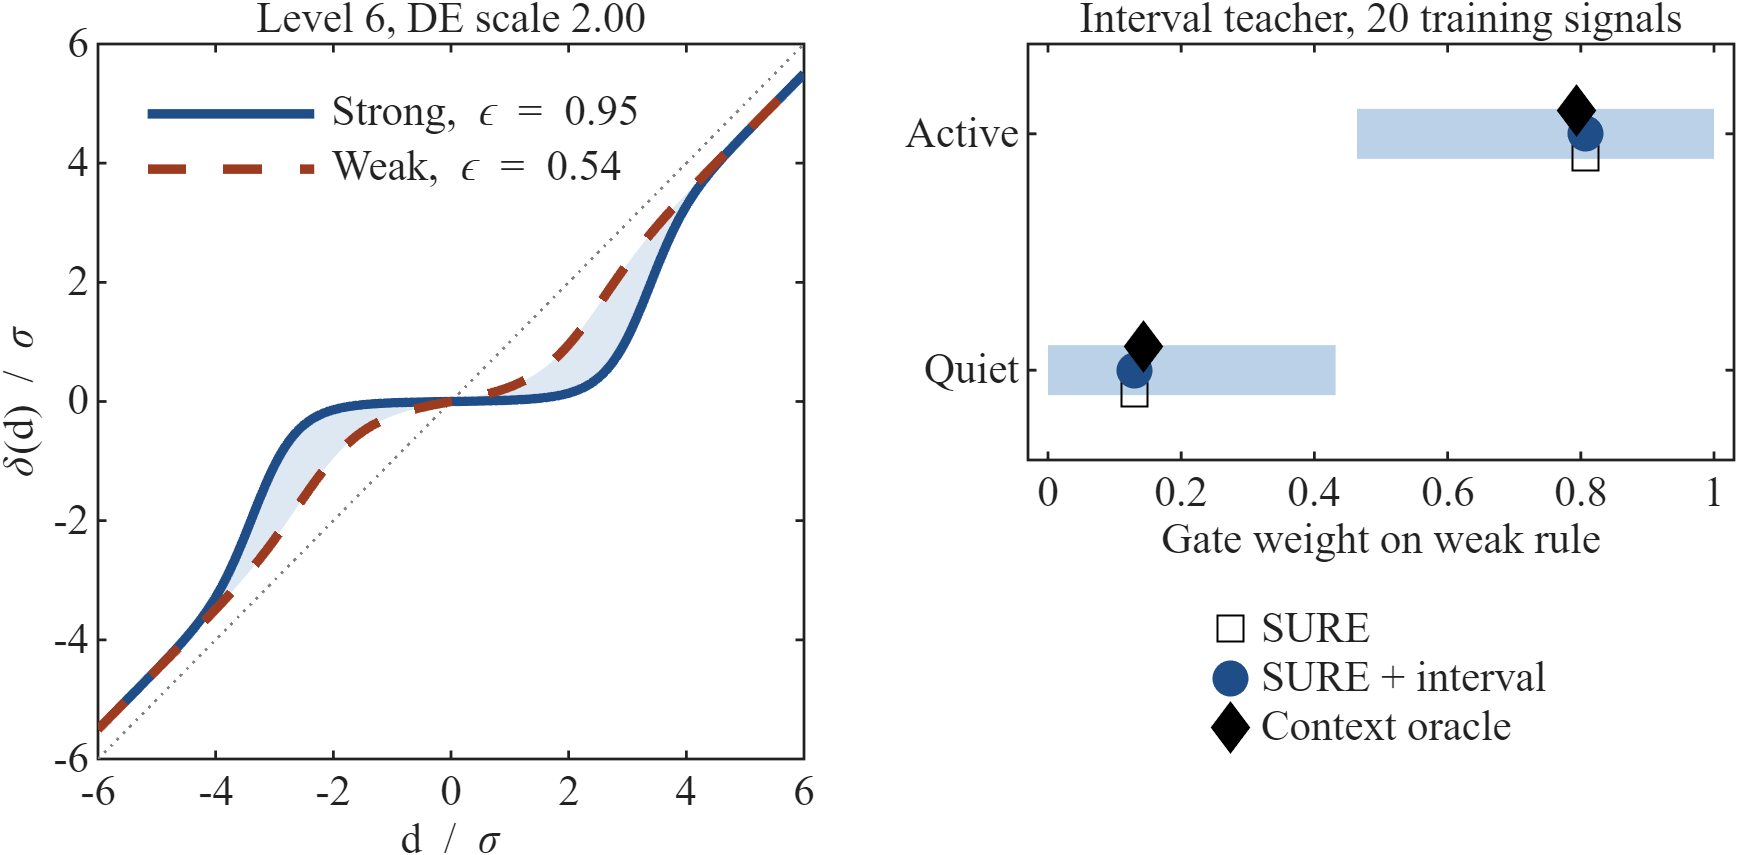 Level 6, DE scale 2.00
6
4
2
0
-2
-4
-6
-6
-4
-2
0
2
4
6
δ(d) / σ
d / σ
Strong, ϵ = 0.95
Weak, ϵ = 0.54
Interval teacher, 20 training signals
Active
Quiet
0
0.2
0.4
0.6
0.8
1
Gate weight on weak rule
SURE
SURE + interval
Context oracle